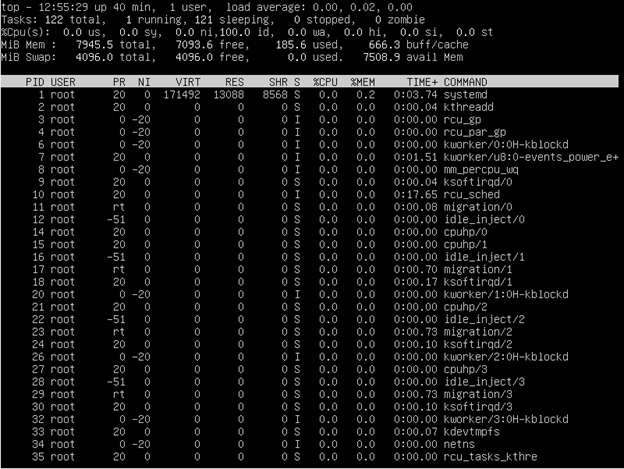 top - 12:55:29 up 40 min,  1 user,  load average: 0.00, 0.02, 0.00
Tasks: 122 total,   1 running, 121 sleeping,   0 stopped,   0 zombie
%Cpu(s):  0.0 us,  0.0 sy,  0.0 ni,100.0 id,  0.0 wa,  0.0 hi,  0.0 si,  0.0 st
MiB Mem :   7945.5 total,   7093.6 free,    185.6 used,    666.3 buff/cache
MiB Swap:   4096.0 total,   4096.0 free,      0.0 used.   7508.9 avail Mem
PID USER      PR  NI    VIRT    RES    SHR S  %CPU  %MEM     TIME+ COMMAND
1 root      20   0  171492  13088   8568 S   0.0   0.2   0:03.74 systemd
2 root      20   0       0      0      0 S   0.0   0.0   0:00.04 kthreadd
3 root       0 -20       0      0      0 I   0.0   0.0   0:00.00 rcu_gp
4 root       0 -20       0      0      0 I   0.0   0.0   0:00.00 rcu_par_gp
6 root       0 -20       0      0      0 I   0.0   0.0   0:00.00 kworker/0:0H-kblockd
7 root      20   0       0      0      0 I   0.0   0.0   0:01.51 kworker/u8:0-events_power_e+
8 root       0 -20       0      0      0 I   0.0   0.0   0:00.00 mm_percpu_wq
9 root      20   0       0      0      0 S   0.0   0.0   0:00.04 ksoftirqd/0
10 root      20   0       0      0      0 I   0.0   0.0   0:17.65 rcu_sched
11 root      rt   0       0      0      0 S   0.0   0.0   0:00.08 migration/0
12 root     -51   0       0      0      0 S   0.0   0.0   0:00.00 idle_inject/0
14 root      20   0       0      0      0 S   0.0   0.0   0:00.00 cpuhp/0
15 root      20   0       0      0      0 S   0.0   0.0   0:00.00 cpuhp/1
16 root     -51   0       0      0      0 S   0.0   0.0   0:00.00 idle_inject/1
17 root      rt   0       0      0      0 S   0.0   0.0   0:00.70 migration/1
18 root      20   0       0      0      0 S   0.0   0.0   0:00.17 ksoftirqd/1
20 root       0 -20       0      0      0 I   0.0   0.0   0:00.00 kworker/1:0H-kblockd
21 root      20   0       0      0      0 S   0.0   0.0   0:00.00 cpuhp/2
22 root     -51   0       0      0      0 S   0.0   0.0   0:00.00 idle_inject/2
23 root      rt   0       0      0      0 S   0.0   0.0   0:00.73 migration/2
24 root      20   0       0      0      0 S   0.0   0.0   0:00.10 ksoftirqd/2
26 root       0 -20       0      0      0 I   0.0   0.0   0:00.00 kworker/2:0H-kblockd
27 root      20   0       0      0      0 S   0.0   0.0   0:00.00 cpuhp/3
28 root     -51   0       0      0      0 S   0.0   0.0   0:00.00 idle_inject/3
29 root      rt   0       0      0      0 S   0.0   0.0   0:00.73 migration/3
30 root      20   0       0      0      0 S   0.0   0.0   0:00.10 ksoftirqd/3
32 root       0 -20       0      0      0 I   0.0   0.0   0:00.00 kworker/3:0H-kblockd
33 root      20   0       0      0      0 S   0.0   0.0   0:00.07 kdevtmpfs
34 root       0 -20       0      0      0 I   0.0   0.0   0:00.00 netns
35 root      20   0       0      0      0 S   0.0   0.0   0:00.00 rcu_tasks_kthre